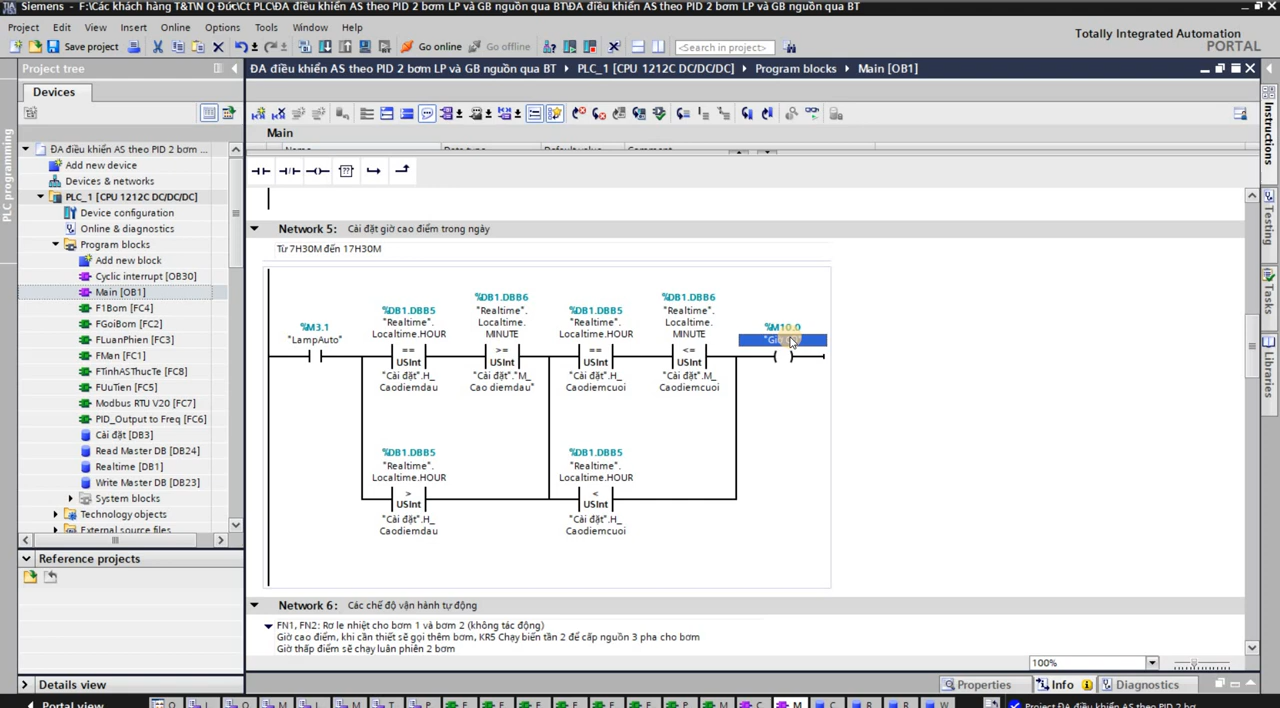 Siemens - F:\Các khách hàng T&T\N Q Đức\Ct PLC\ĐA điều khiển AS theo PID 2 bơm LP và GB nguồn qua BT\ĐA điều khiển AS theo PID 2 bơm LP và GB nguồn qua BT
Project Edit View Insert Online Options Tools Window Help
Totally Integrated Automation
PORTAL
Save project
Go online
Go offline
<Search in project>
Project tree
ĐA điều khiển AS theo PID 2 bơm LP và GB nguồn qua BT
PLC_1 [CPU 1212C DC/DC/DC]
Program blocks
Main [OB1]
Devices
PLC programming
ĐA điều khiển AS theo PID 2 bơm ...
Add new device
Devices & networks
PLC_1 [CPU 1212C DC/DC/DC]
Device configuration
Online & diagnostics
Program blocks
Add new block
Cyclic interrupt [OB30]
Main [OB1]
F1Bom [FC4]
FGoiBom [FC2]
FLuanPhien [FC3]
FMan [FC1]
FTinhASThucTe [FC8]
FUuTien [FC5]
Modbus RTU V20 [FC7]
PID_Output to Freq [FC6]
Cài đặt [DB3]
Read Master DB [DB24]
Realtime [DB1]
Write Master DB [DB23]
System blocks
Technology objects
External source files
Reference projects
Details view
Portal view
Main
Name Data type Default value Comment
Network 5: Cài đặt giờ cao điểm trong ngày
Từ 7H30M đến 17H30M
%M3.1
"LampAuto"
%DB1.DBB5
"Realtime".
Localtime.HOUR
==
USInt
"Cài đặt".H_
Caodiemdau
%DB1.DBB6
"Realtime".
Localtime.
MINUTE
>=
USInt
"Cài đặt"."M_
Cao diemdau"
%DB1.DBB5
"Realtime".
Localtime.HOUR
==
USInt
"Cài đặt".H_
Caodiemcuoi
%DB1.DBB6
"Realtime".
Localtime.
MINUTE
<=
USInt
"Cài đặt".M_
Caodiemcuoi
%M10.0
%DB1.DBB5
"Realtime".
Localtime.HOUR
>
USInt
"Cài đặt".H_
Caodiemdau
%DB1.DBB5
"Realtime".
Localtime.HOUR
<
USInt
"Cài đặt".H_
Caodiemcuoi
Network 6: Các chế độ vận hành tự động
FN1, FN2: Rơ le nhiệt cho bơm 1 và bơm 2 (không tác động)
Giờ cao điểm, khi cần thiết sẽ gọi thêm bơm, KR5 Chạy biến tần 2 để cấp nguồn 3 pha cho bơm
Giờ thấp điểm sẽ chạy luân phiên 2 bơm
100%
Properties Info Diagnostics
Instructions
Testing
Tasks
Libraries